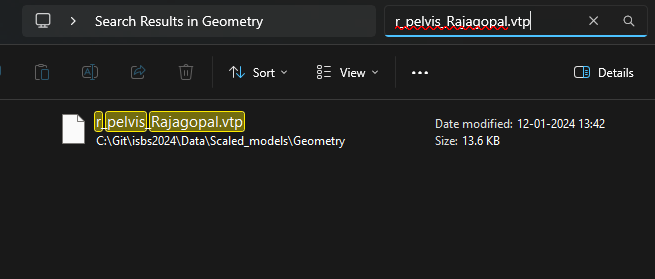 Search Results in Geometry
r_pelvis_Rajagopal.vtp
Sort
View
Details
r_pelvis_Rajagopal.vtp
Date modified: 12-01-2024 13:42
C:\Git\isbs2024\Data\Scaled_models\Geometry
Size: 13.6 KB